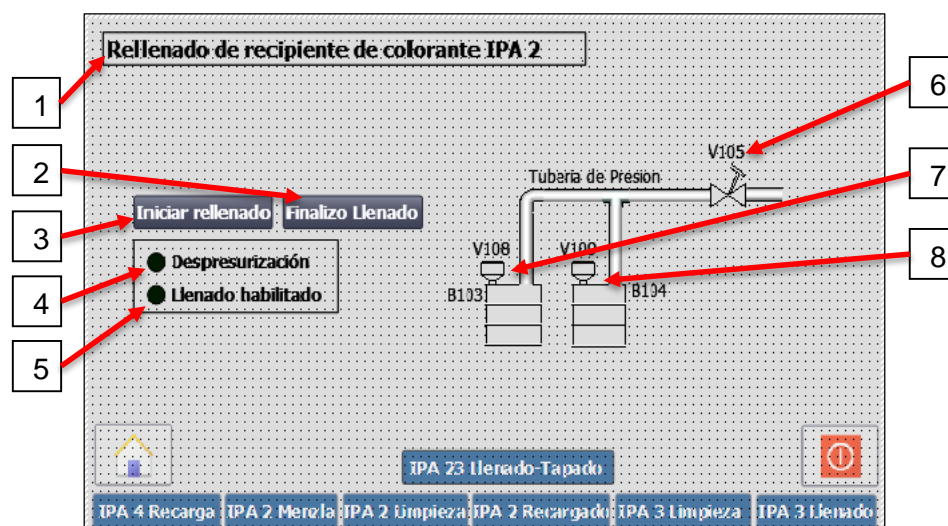 Rellenado de recipiente de colorante IPA 2
1
6
2
V105
7
Tuberia de Presion
Iniciar rellenado
Finalizo Llenado
3
V108
V109
8
Despresurización
4
Llenado habilitado
B103
B104
5
IPA 23 Llenado-Tapado
IPA 4 Recarga
IPA 2 Mezcla
IPA 2 Limpieza
IPA 2 Recargado
IPA 3 Limpieza
IPA 3 Llenado